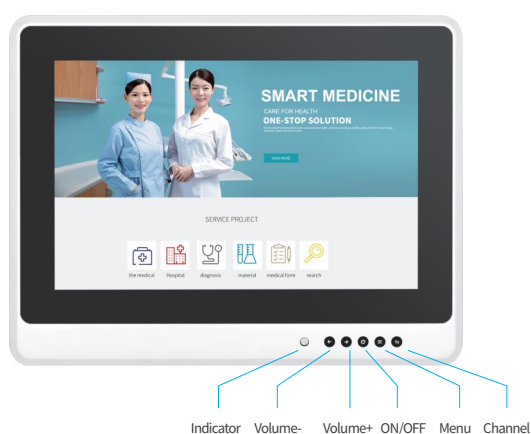 SMART MEDICINE
CARE FOR HEALTH
ONE-STOP SOLUTION
VIEW MORE
SERVICE PROJECT
the medical Hospital diagnosis material medical form search
Indicator Volume- Volume+ ON/OFF Menu Channel